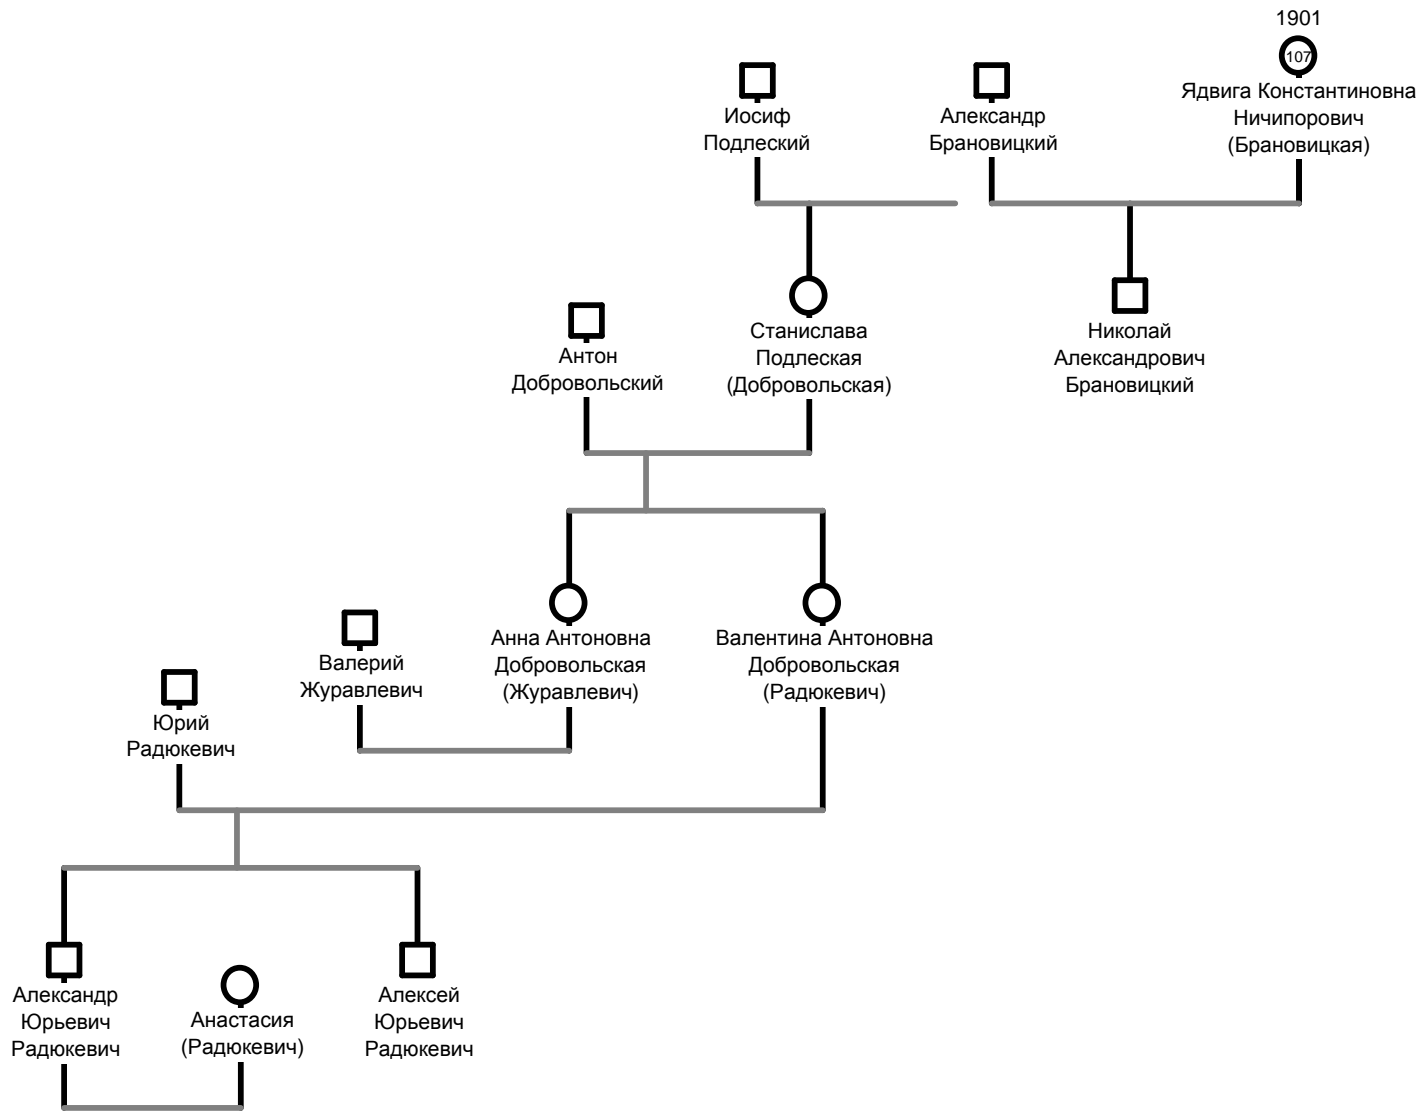 1901
107
Иосиф
Подлеский
Александр
Брановицкий
Ядвига Константиновна
Ничипорович
(Брановицкая)
Антон
Добровольский
Станислава
Подлеская
(Добровольская)
Николай
Александрович
Брановицкий
Валерий
Журавлевич
Анна Антоновна
Добровольская
(Журавлевич)
Валентина Антоновна
Добровольская
(Радюкевич)
Юрий
Радюкевич
Александр
Юрьевич
Радюкевич
Анастасия
(Радюкевич)
Алексей
Юрьевич
Радюкевич